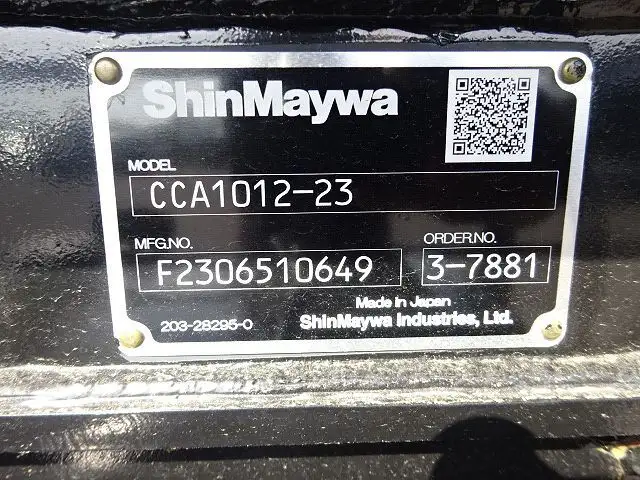 ShinMaywa
MODEL
CCA1012-23
MFG.NO.
F2306510649
ORDER.NO.
3-7881
Made in Japan
203-28295-0
ShinMaywa Industries, Ltd.